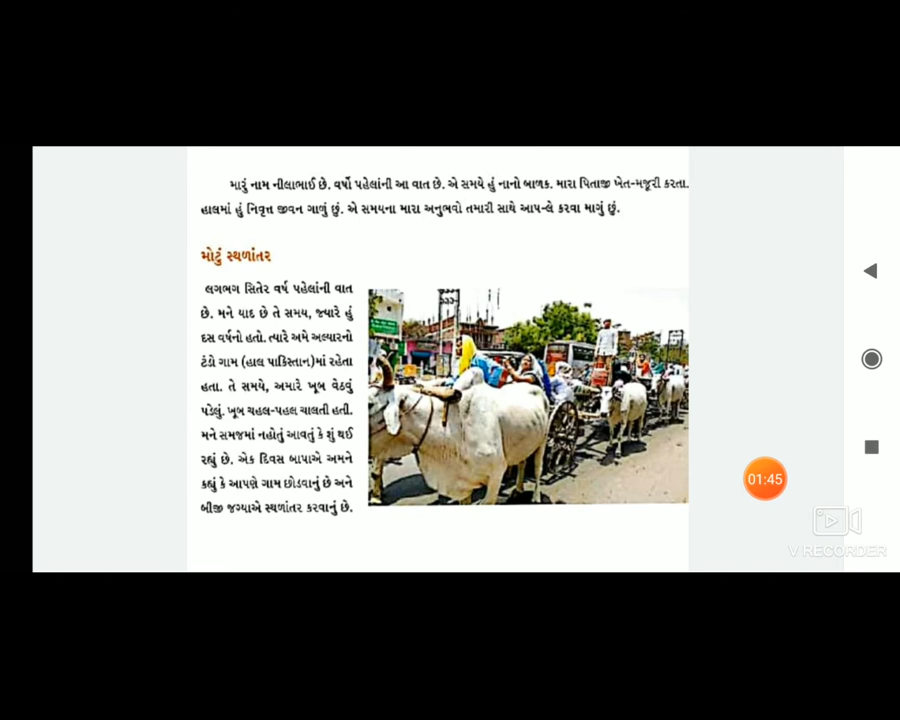 મારું નામ નીલાભાઈ છે. વર્ષો પહેલાંની આ વાત છે. એ સમયે હું નાનો બાળક. મારા પિતાજી ખેત-મજૂરી કરતા.
હાલમાં હું નિવૃત્ત જીવન ગાળું છું. એ સમયના મારા અનુભવો તમારી સાથે આપ-લે કરવા માગું છું.
મોટું સ્થળાંતર
લગભગ સિતેર વર્ષ પહેલાંની વાત
છે. મને યાદ છે તે સમય, જ્યારે હું
દસ વર્ષનો હતો. ત્યારે અમે અલ્યારનો
ટંડો ગામ (હાલ પાકિસ્તાન)માં રહેતા
હતા. તે સમયે, અમારે ખૂબ વેઠવું
પડેલું. ખૂબ ચહલ-પહલ ચાલતી હતી.
મને સમજમાં નહોતું આવતું કે શું થઈ
રહ્યું છે. એક દિવસ બાપાએ અમને
કહ્યું કે આપણે ગામ છોડવાનું છે અને
બીજી જગ્યાએ સ્થળાંતર કરવાનું છે.
01:45
V RECORDER